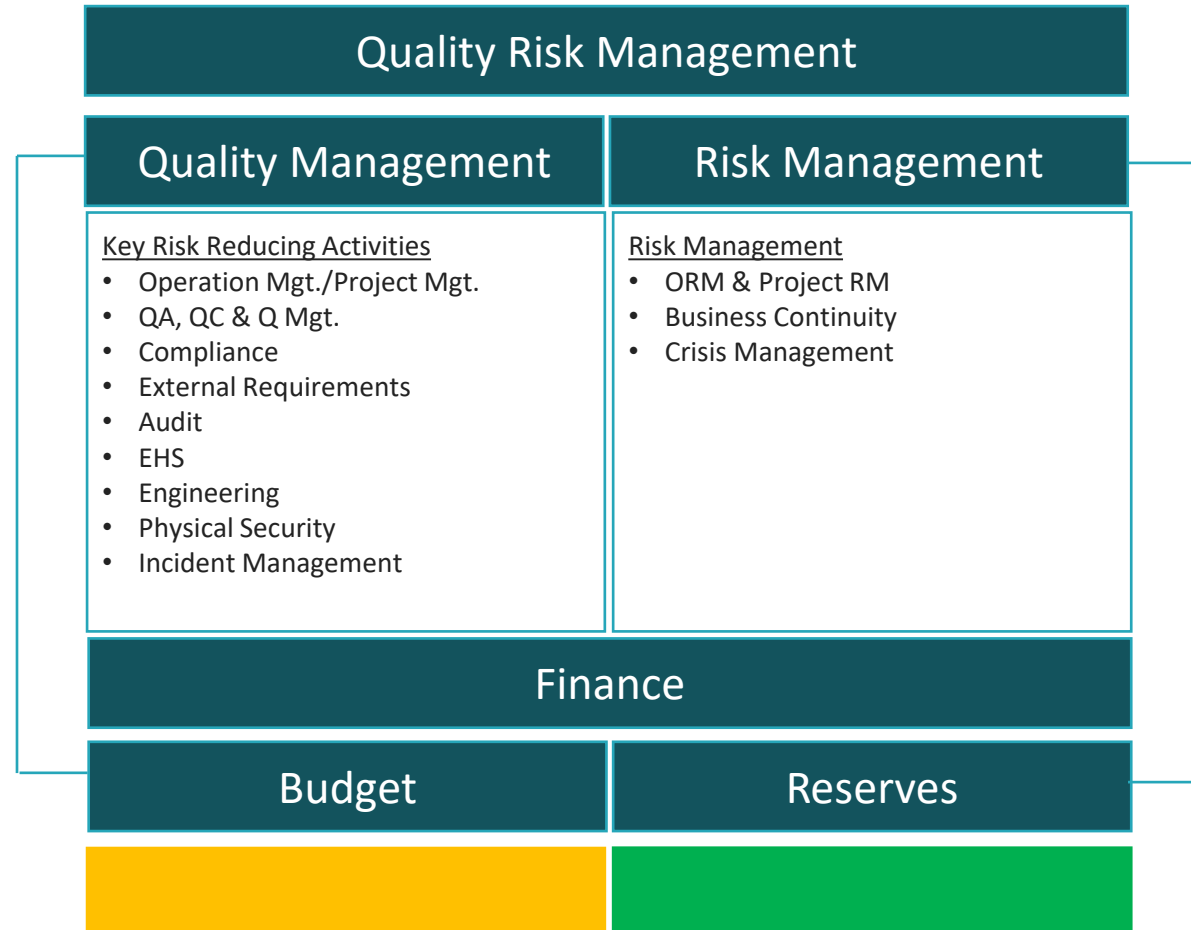 Quality Risk Management
Quality Management
Risk Management
Key Risk Reducing Activities
• Operation Mgt./Project Mgt.
• QA, QC & Q Mgt.
• Compliance
• External Requirements
• Audit
• EHS
• Engineering
• Physical Security
• Incident Management
Risk Management
• ORM & Project RM
• Business Continuity
• Crisis Management
Finance
Budget
Reserves